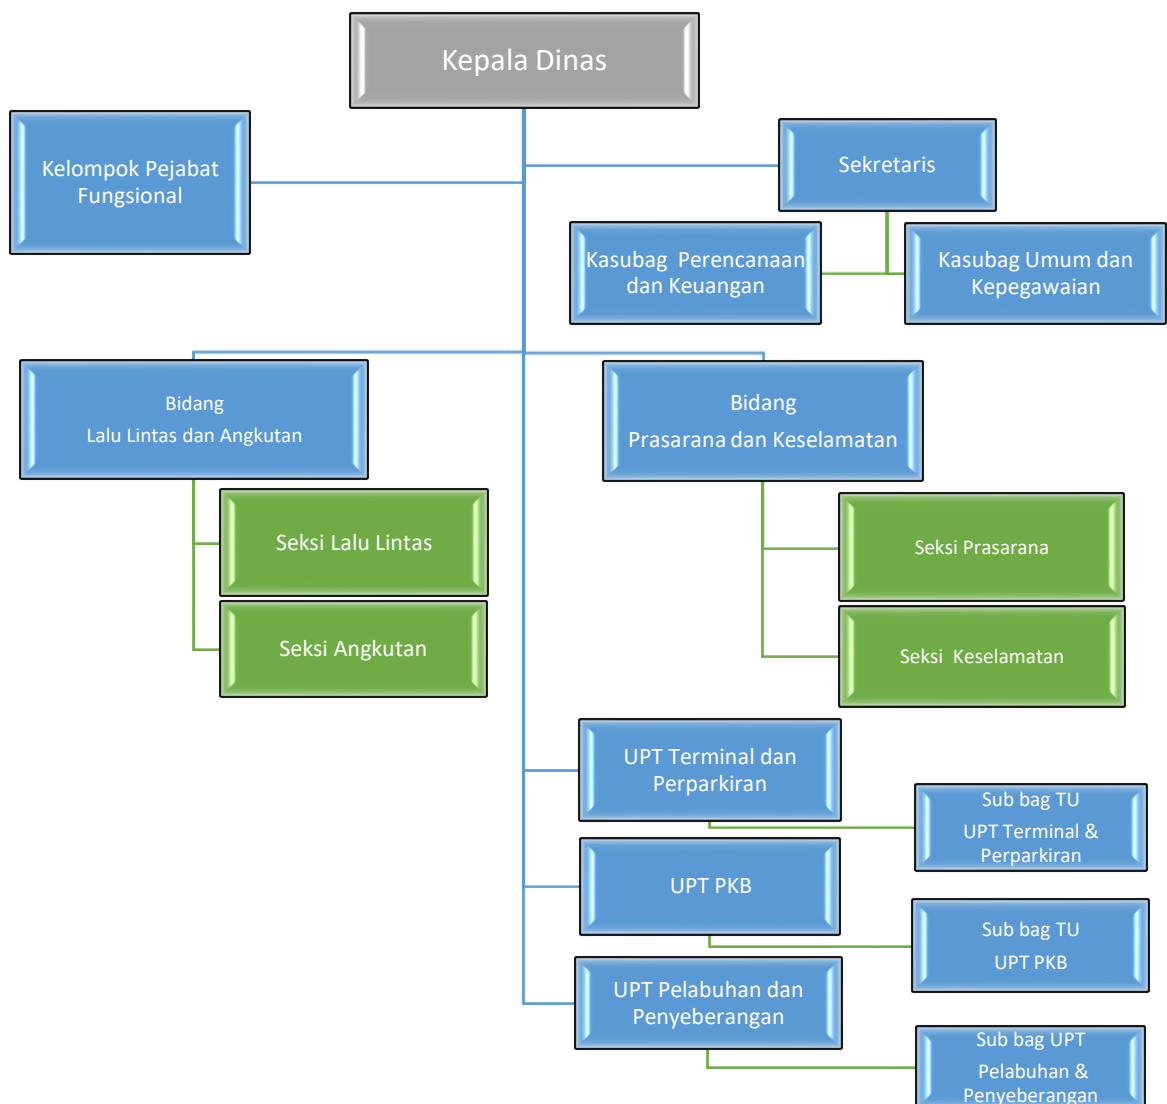 Kepala Dinas
Kelompok Pejabat
Fungsional
Sekretaris
Kasubag Perencanaan
dan Keuangan
Kasubag Umum dan
Kepegawaian
Bidang
Lalu Lintas dan Angkutan
Bidang
Prasarana dan Keselamatan
Seksi Lalu Lintas
Seksi Angkutan
Seksi Prasarana
Seksi Keselamatan
UPT Terminal dan
Perparkiran
Sub bag TU
UPT Terminal &
Perparkiran
UPT PKB
Sub bag TU
UPT PKB
UPT Pelabuhan dan
Penyeberangan
Sub bag UPT
Pelabuhan &
Penyeberangan